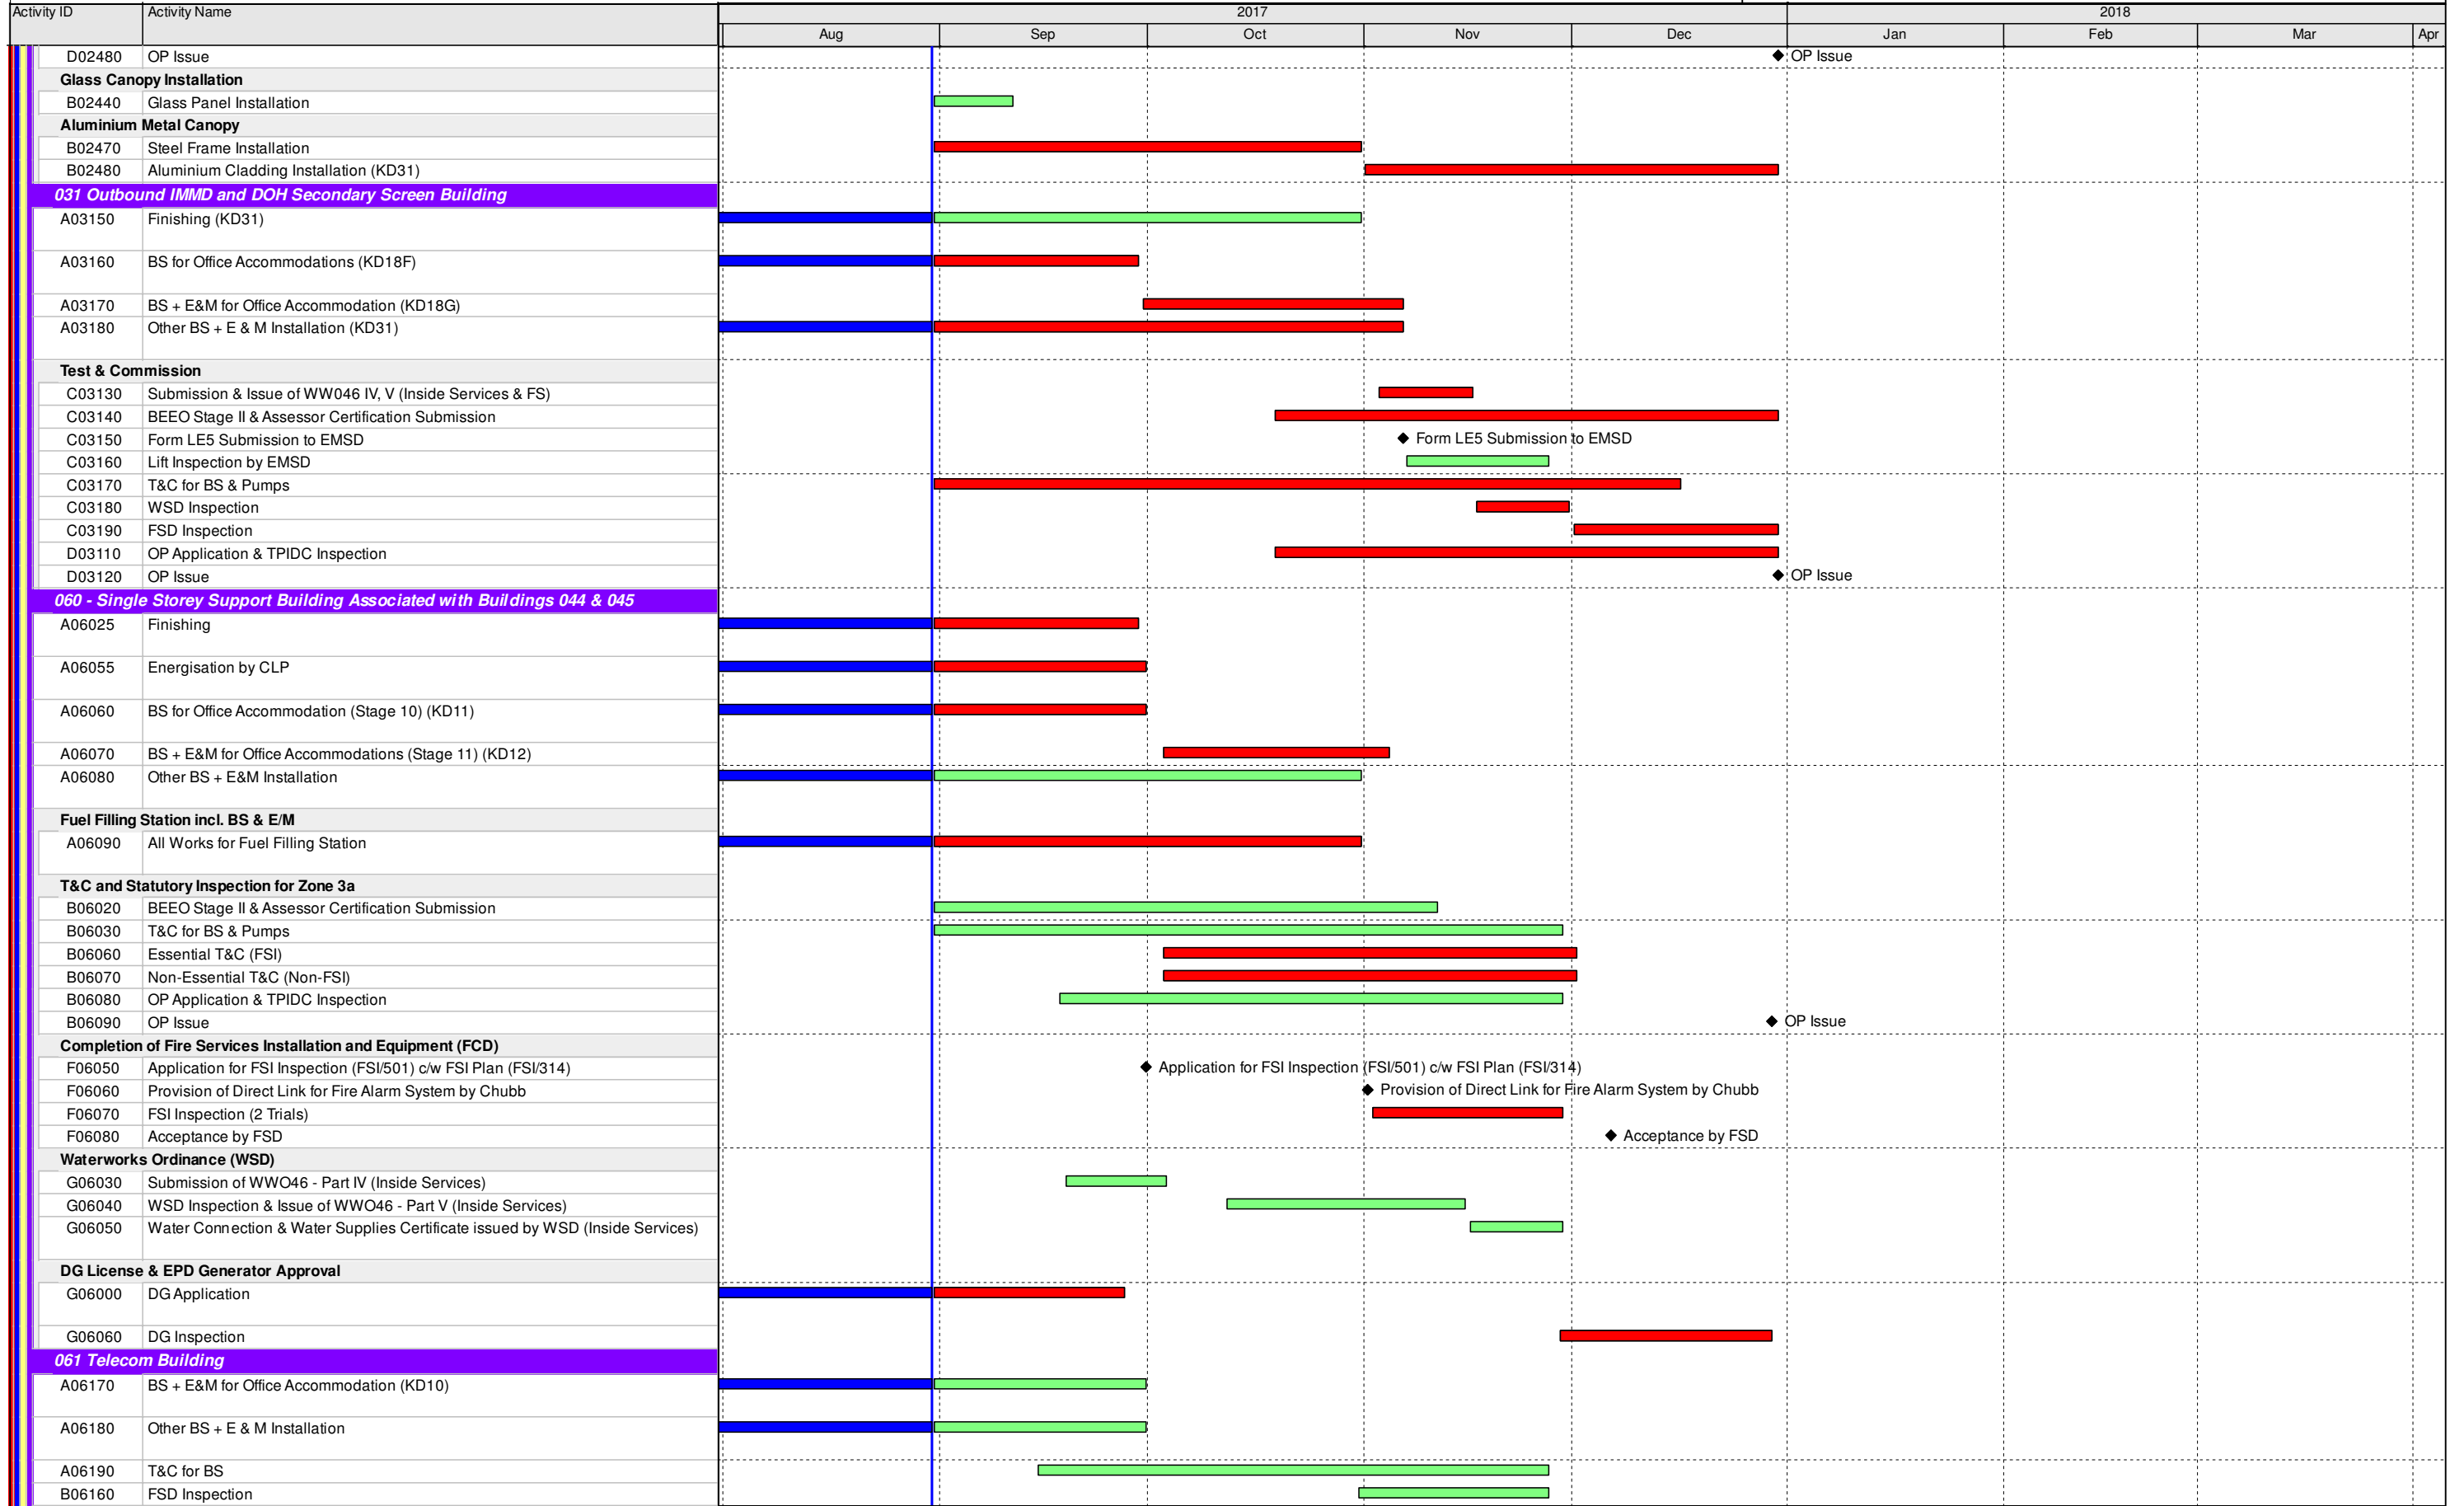 Activity ID Activity Name 2017 2018
Aug Sep Oct Nov Dec Jan Feb Mar Apr
D02480 OP Issue OP Issue
Glass Canopy Installation
B02440 Glass Panel Installation
Aluminium Metal Canopy
B02470 Steel Frame Installation
B02480 Aluminium Cladding Installation (KD31)
031 Outbound IMMD and DOH Secondary Screen Building
A03150 Finishing (KD31)
A03160 BS for Office Accommodations (KD18F)
A03170 BS + E&M for Office Accommodation (KD18G)
A03180 Other BS + E & M Installation (KD31)
Test & Commission
C03130 Submission & Issue of WW046 IV, V (Inside Services & FS)
C03140 BEEO Stage II & Assessor Certification Submission
C03150 Form LE5 Submission to EMSD Form LE5 Submission to EMSD
C03160 Lift Inspection by EMSD
C03170 T&C for BS & Pumps
C03180 WSD Inspection
C03190 FSD Inspection
D03110 OP Application & TPIDC Inspection
D03120 OP Issue OP Issue
060 - Single Storey Support Building Associated with Buildings 044 & 045
A06025 Finishing
A06055 Energisation by CLP
A06060 BS for Office Accommodation (Stage 10) (KD11)
A06070 BS + E&M for Office Accommodations (Stage 11) (KD12)
A06080 Other BS + E&M Installation
Fuel Filling Station incl. BS & E/M
A06090 All Works for Fuel Filling Station
T&C and Statutory Inspection for Zone 3a
B06020 BEEO Stage II & Assessor Certification Submission
B06030 T&C for BS & Pumps
B06060 Essential T&C (FSI)
B06070 Non-Essential T&C (Non-FSI)
B06080 OP Application & TPIDC Inspection
B06090 OP Issue OP Issue
Completion of Fire Services Installation and Equipment (FCD)
F06050 Application for FSI Inspection (FSI/501) c/w FSI Plan (FSI/314) Application for FSI Inspection (FSI/501) c/w FSI Plan (FSI/314)
F06060 Provision of Direct Link for Fire Alarm System by Chubb Provision of Direct Link for Fire Alarm System by Chubb
F06070 FSI Inspection (2 Trials)
F06080 Acceptance by FSD Acceptance by FSD
Waterworks Ordinance (WSD)
G06030 Submission of WWO46 - Part IV (Inside Services)
G06040 WSD Inspection & Issue of WWO46 - Part V (Inside Services)
G06050 Water Connection & Water Supplies Certificate issued by WSD (Inside Services)
DG License & EPD Generator Approval
G06000 DG Application
G06060 DG Inspection
061 Telecom Building
A06170 BS + E&M for Office Accommodation (KD10)
A06180 Other BS + E & M Installation
A06190 T&C for BS
B06160 FSD Inspection